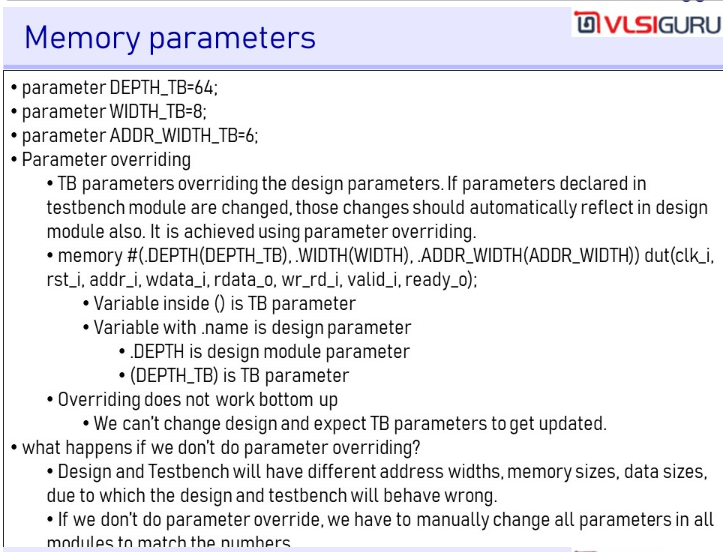 VLSIGURU
Memory parameters
• parameter DEPTH_TB=64;
• parameter WIDTH_TB=8;
• parameter ADDR_WIDTH_TB=6;
• Parameter overriding
• TB parameters overriding the design parameters. If parameters declared in
testbench module are changed, those changes should automatically reflect in design
module also. It is achieved using parameter overriding.
• memory #(.DEPTH(DEPTH_TB), .WIDTH(WIDTH), .ADDR_WIDTH(ADDR_WIDTH)) dut(clk_i,
rst_i, addr_i, wdata_i, rdata_o, wr_rd_i, valid_i, ready_o);
• Variable inside () is TB parameter
• Variable with .name is design parameter
• .DEPTH is design module parameter
• (DEPTH_TB) is TB parameter
• Overriding does not work bottom up
• We can't change design and expect TB parameters to get updated.
• what happens if we don't do parameter overriding?
• Design and Testbench will have different address widths, memory sizes, data sizes,
due to which the design and testbench will behave wrong.
• If we don't do parameter override, we have to manually change all parameters in all
modules to match the numbers